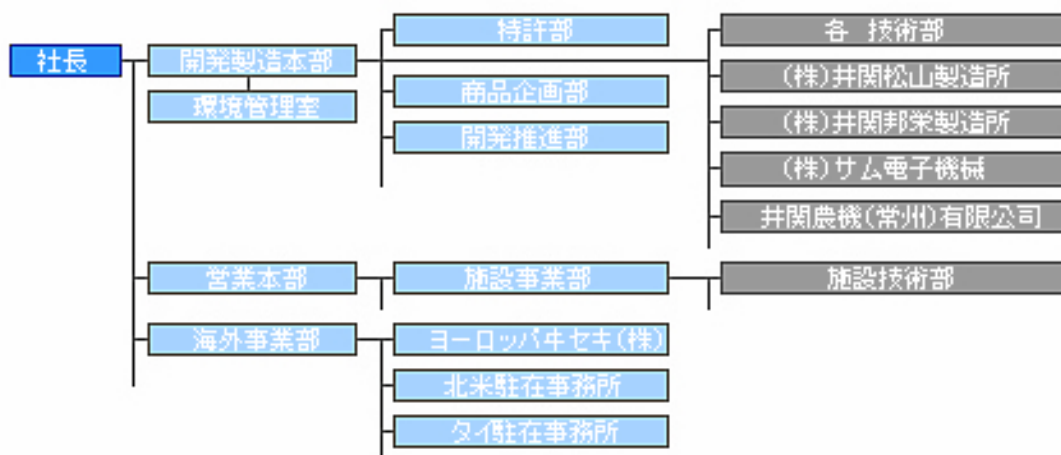 社長
開発製造本部
環境管理室
特許部
商品企画部
開発推進部
各 技術部
(株)井関松山製造所
(株)井関邦栄製造所
(株)サム電子機械
井関農機(常州)有限公司
営業本部
施設事業部
施設技術部
海外事業部
ヨーロッパヰセキ(株)
北米駐在事務所
タイ駐在事務所